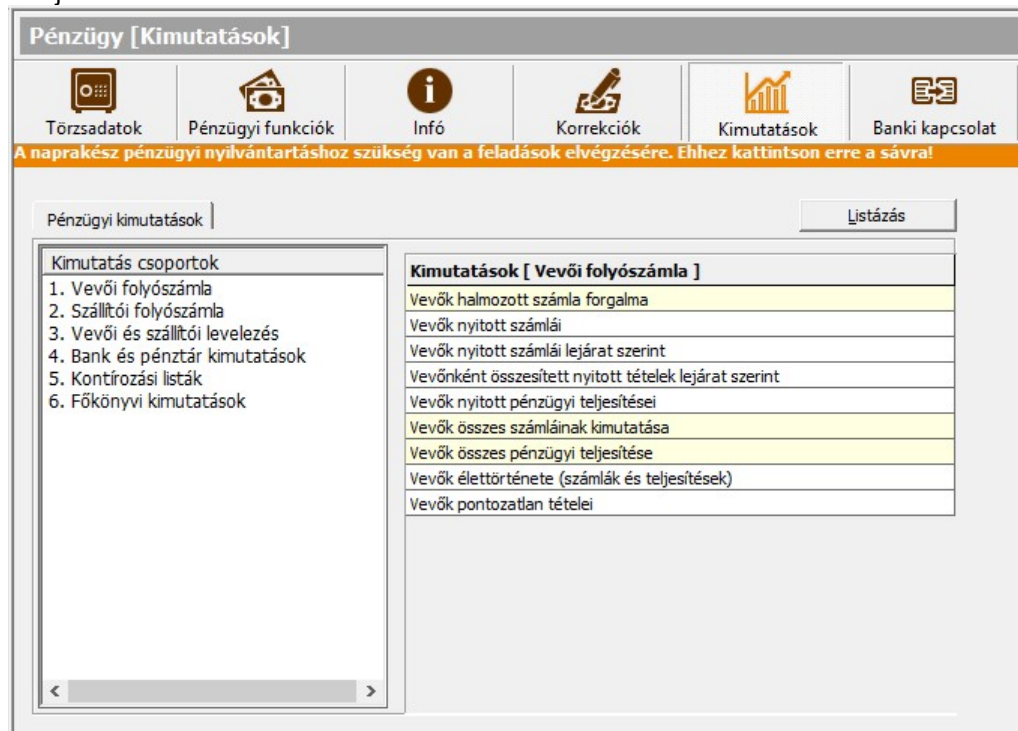 Pénzügy [Kimutatások]
Törzsadatok
Pénzügyi funkciók
Infó
Korrekciók
Kimutatások
Banki kapcsolat
A naprakész pénzügyi nyilvántartáshoz szükség van a feladások elvégzésére. Ehhez kattintson erre a sávra!
Pénzügyi kimutatások
Listázás
Kimutatás csoportok
1. Vevői folyószámla
2. Szállítói folyószámla
3. Vevői és szállítói levelezés
4. Bank és pénztár kimutatások
5. Kontírozási listák
6. Főkönyvi kimutatások
Kimutatások [ Vevői folyószámla ]
Vevők halmozott számla forgalma
Vevők nyitott számlái
Vevők nyitott számlái lejárat szerint
Vevőnként összesített nyitott tételek lejárat szerint
Vevők nyitott pénzügyi teljesítései
Vevők összes számláinak kimutatása
Vevők összes pénzügyi teljesítése
Vevők élettörténete (számlák és teljesítések)
Vevők pontozatlan tételei